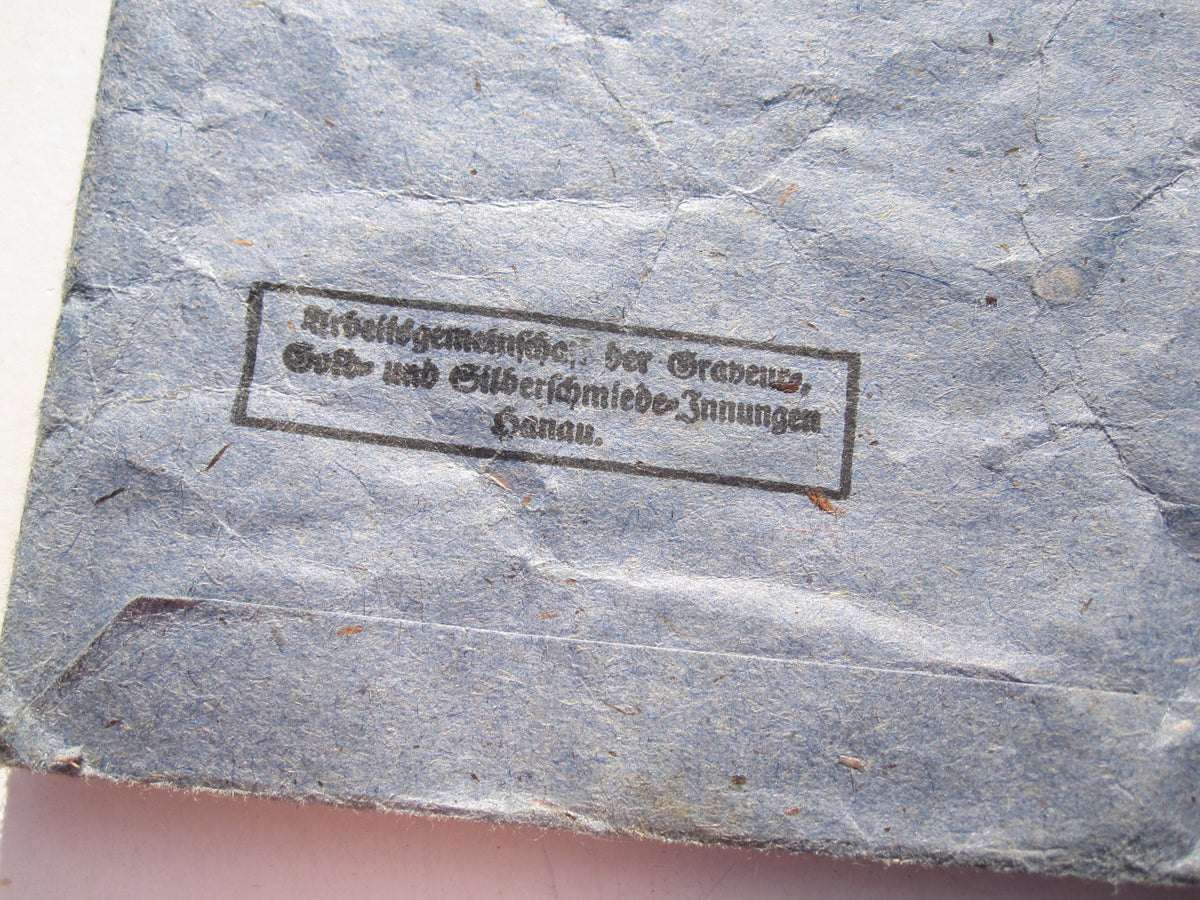 Arbeitsgemeinschaft der Graveur-,
Gold- und Silberschmiede-Innungen
Hanau.